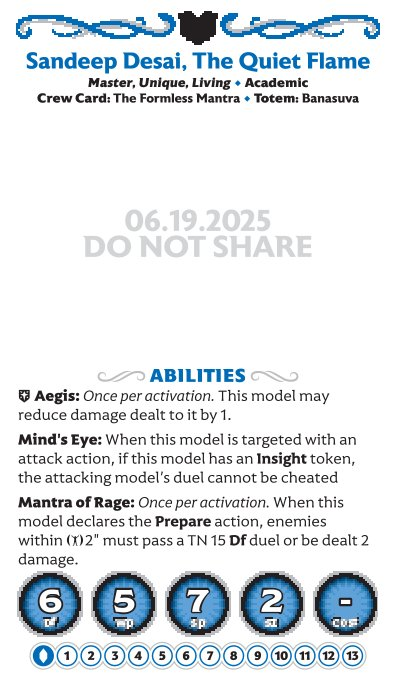 Sandeep Desai, The Quiet Flame
Master, Unique, Living ⬥ Academic
Crew Card: The Formless Mantra ⬥ Totem: Banasuva
06.19.2025
DO NOT SHARE
ABILITIES
Aegis: Once per activation. This model may
reduce damage dealt to it by 1.
Mind's Eye: When this model is targeted with an
attack action, if this model has an Insight token,
the attacking model's duel cannot be cheated
Mantra of Rage: Once per activation. When this
model declares the Prepare action, enemies
within 2" must pass a TN 15 Df duel or be dealt 2
damage.
6 5 7 2 -
Df Wp Sp Sz Cost
1 2 3 4 5 6 7 8 9 10 11 12 13